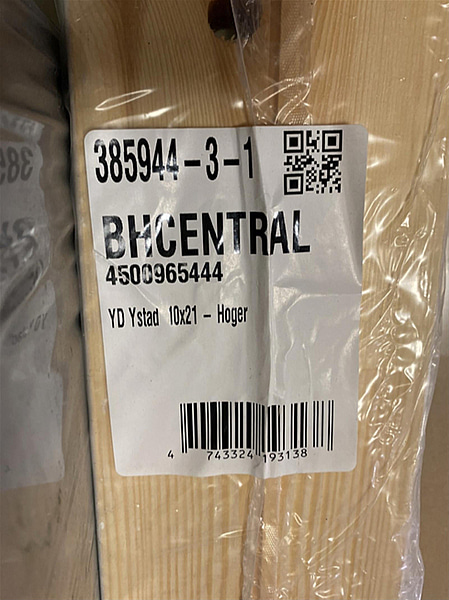 385944-3-1
BHCENTRAL
4500965444
YD Ystad 10x21 - Hoger
4 743324 193138